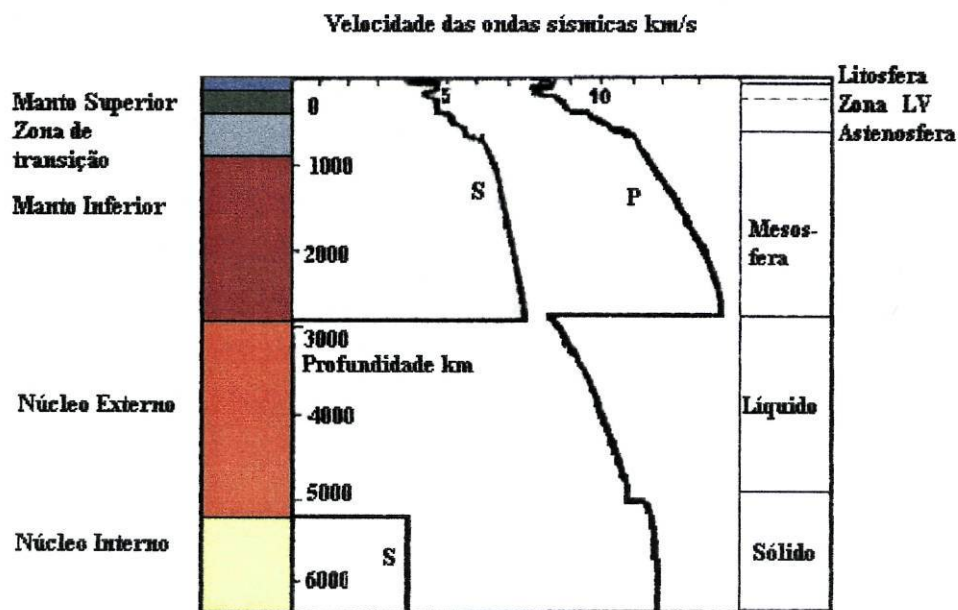 Velocidade das ondas sísmicas km/s
Manto Superior
Zona de
transição
Manto Inferior
Núcleo Externo
Núcleo Interno
0
1000
2000
3000
Profundidade km
4000
5000
6000
5
10
S
P
S
Litosfera
Zona LV
Astenosfera
Mesos-
fera
Líquido
Sólido